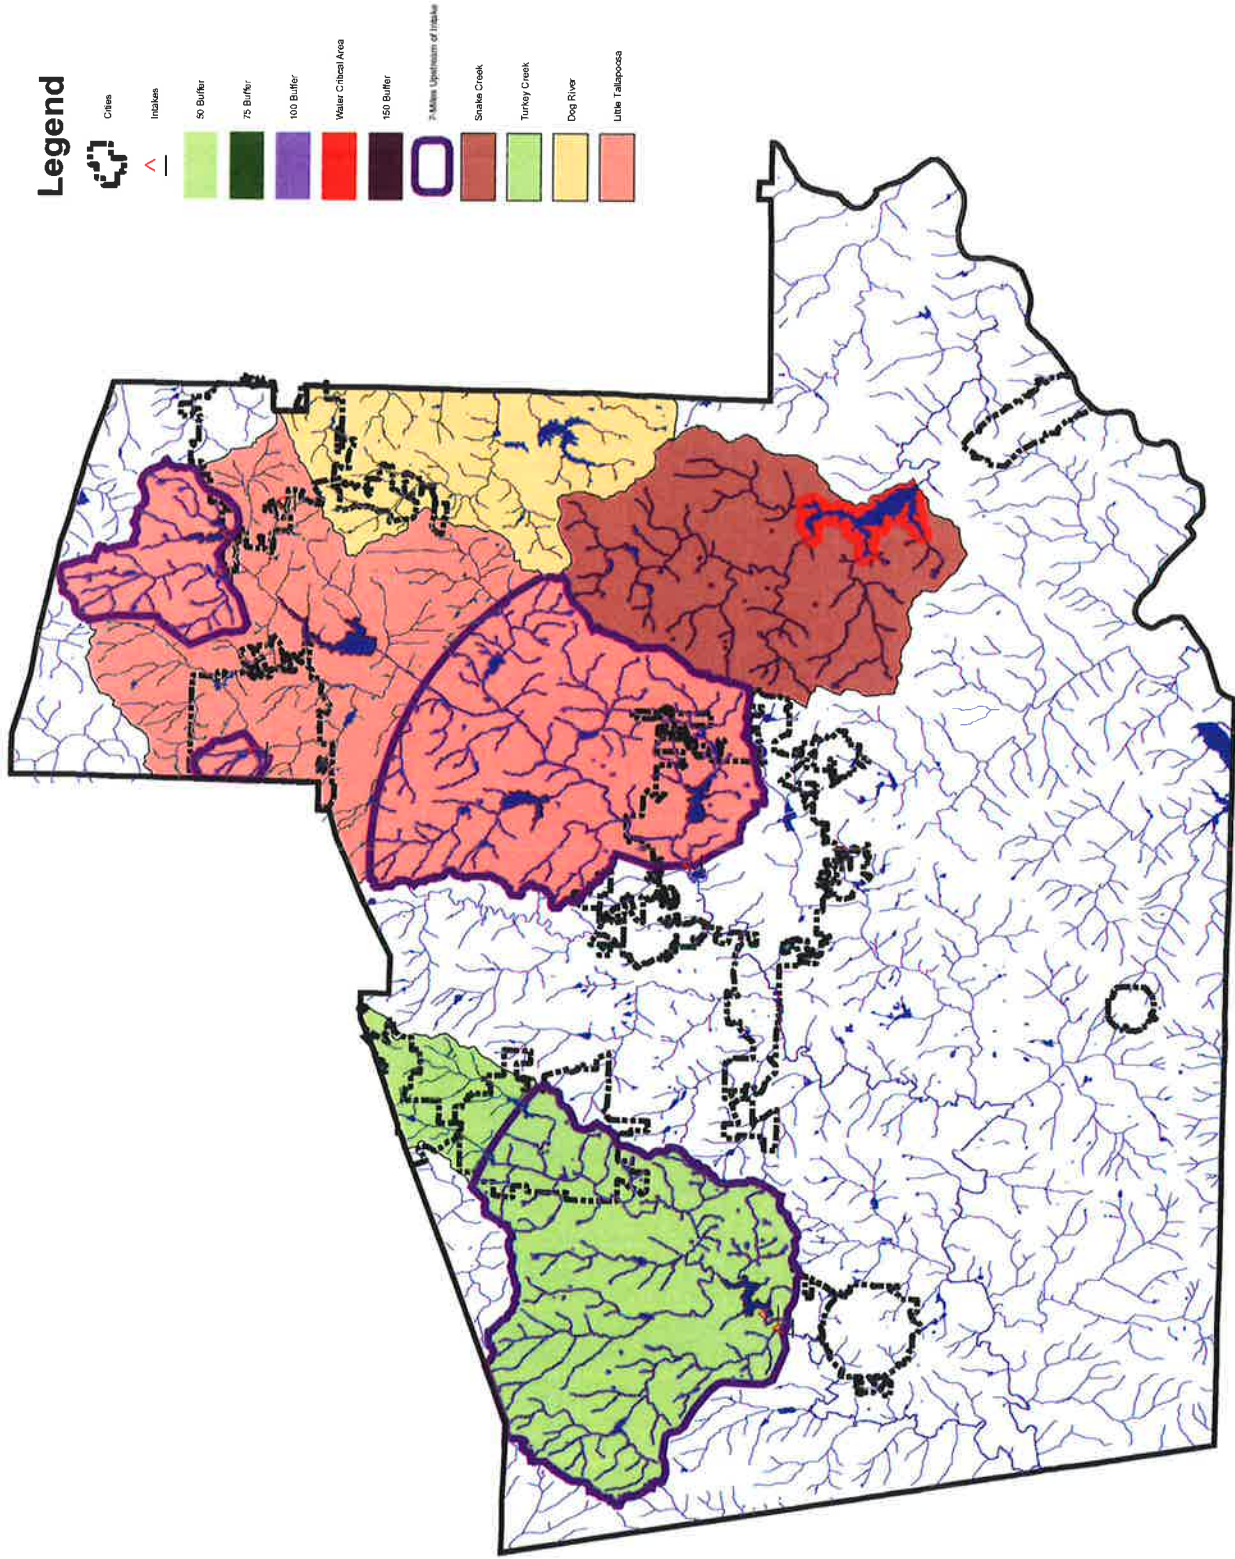 Legend
Cities
Intakes
50 Buffer
75 Buffer
100 Buffer
Water Critical Area
150 Buffer
7-Miles Upstream of Intake
Snake Creek
Turkey Creek
Dog River
Little Tallapoosa